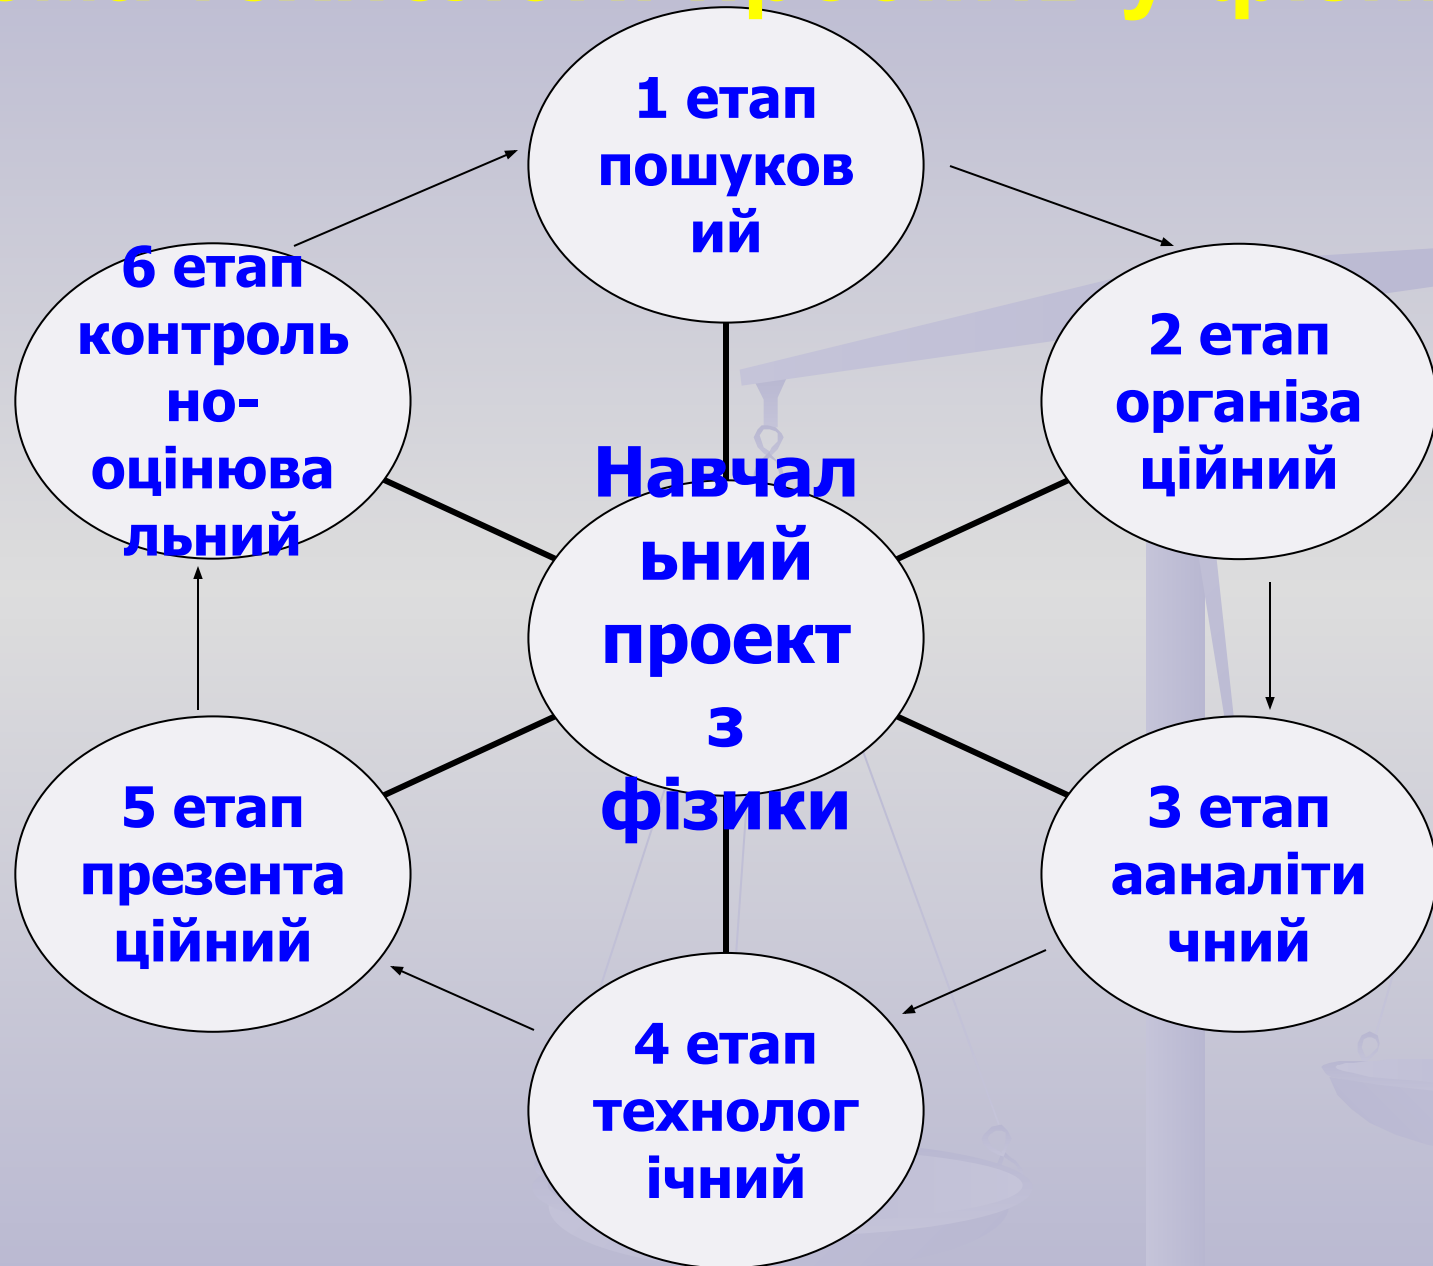 1 етап
пошуков
ий
2 етап
організа
ційний
3 етап
ааналіти
чний
4 етап
технолог
ічний
5 етап
презента
ційний
6 етап
контроль
но-
оцінюва
льний
Навчал
ьний
проект
з
фізики